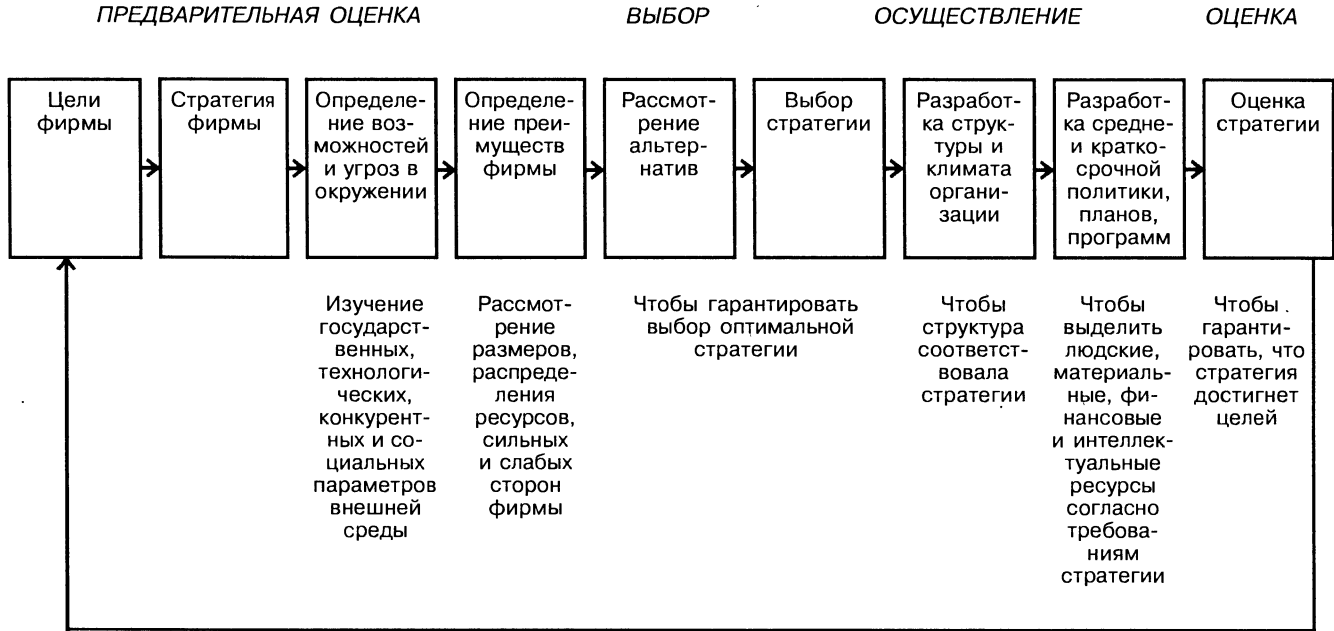 ПРЕДВАРИТЕЛЬНАЯ ОЦЕНКА
ВЫБОР
ОСУЩЕСТВЛЕНИЕ
ОЦЕНКА
Цели
фирмы
Стратегия
фирмы
Определе-
ние воз-
можностей
и угроз в
окружении
Определе-
ние преи-
муществ
фирмы
Рассмот-
рение
альтер-
натив
Выбор
стратегии
Разработ-
ка струк-
туры и
климата
органи-
зации
Разработ-
ка средне-
и кратко-
срочной
политики,
планов,
программ
Оценка
стратегии
Изучение
государст-
венных,
технологи-
ческих,
конкурент-
ных и со-
циальных
параметров
внешней
среды
Рассмот-
рение
размеров,
распреде-
ления
ресурсов,
сильных
и слабых
сторон
фирмы
Чтобы гарантировать
выбор оптимальной
стратегии
Чтобы
структура
соответст-
вовала
стратегии
Чтобы
выделить
людские,
материаль-
ные, фи-
нансовые
и интеллек-
туальные
ресурсы
согласно
требова-
ниям
стратегии
Чтобы
гаранти-
ровать, что
стратегия
достигнет
целей